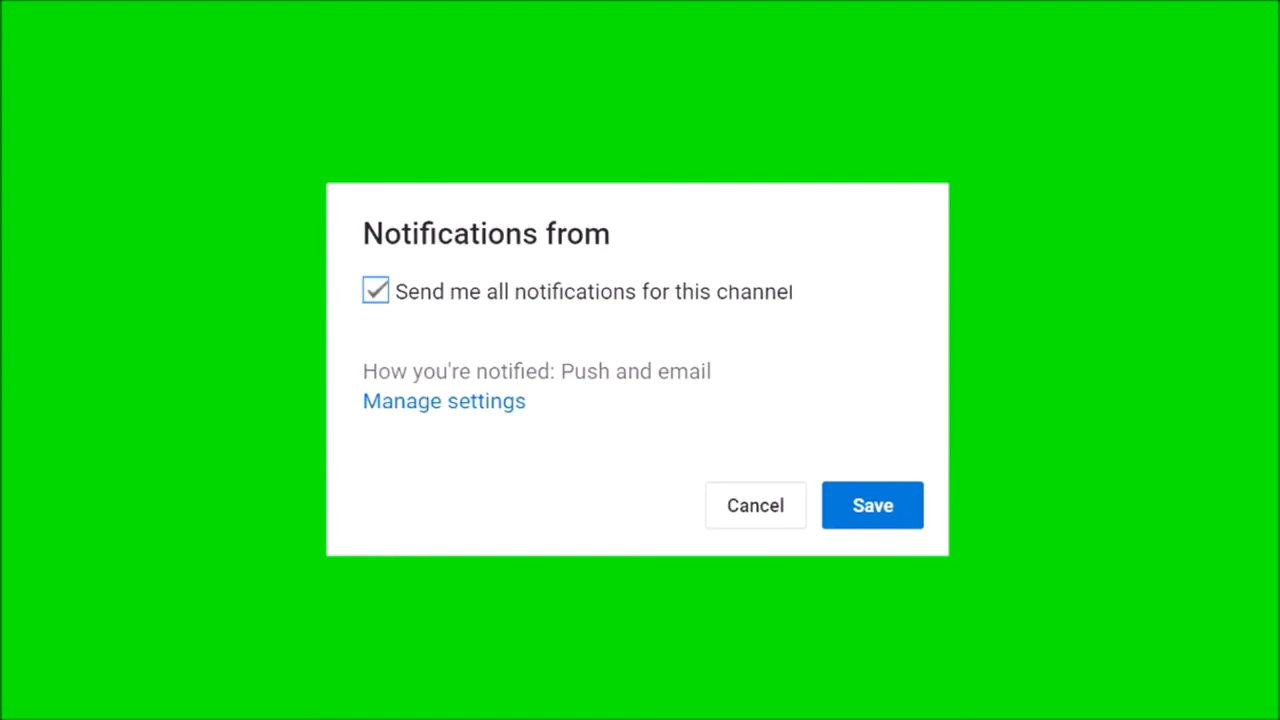 Notifications from
Send me all notifications for this channel
How you're notified: Push and email
Manage settings
Cancel
Save